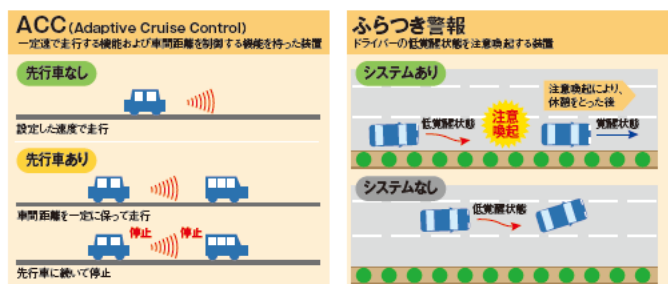 ACC(Adaptive Cruise Control)
一定速で走行する機能および車間距離を制御する機能を持った装置
先行車なし
設定した速度で走行
先行車あり
車間距離を一定に保って走行
停止 停止
先行車に続いて停止
ふらつき警報
ドライバーの低覚醒状態を注意喚起する装置
システムあり
注意喚起により、
休憩をとった後
低覚醒状態
注意
喚起
覚醒状態
システムなし
低覚醒状態